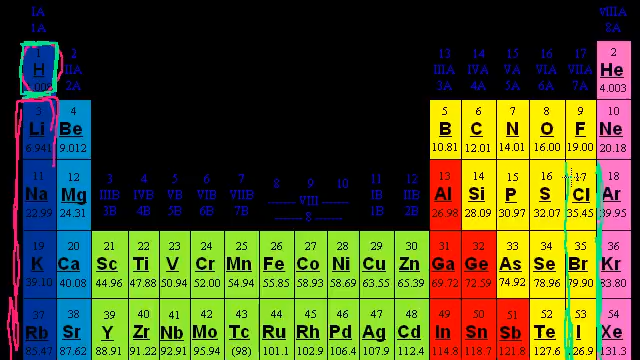 IA VIIIA
1A 8A
1 2 13 14 15 16 17 2
H IIA IIIA IVA VA VIA VIIA He
2A 3A 4A 5A 6A 7A 4.003
3 4 5 6 7 8 9 10
Li Be B C N O F Ne
6.941 9.012 10.81 12.01 14.01 16.00 19.00 20.18
11 12 3 4 5 6 7 8 9 10 11 12 13 14 15 16 17 18
Na Mg IIIB IVB VB VIB VIIB VIII IB IIB Al Si P S Cl Ar
22.99 24.31 3B 4B 5B 6B 7B 8 1B 2B 26.98 28.09 30.97 32.07 35.45 39.95
19 20 21 22 23 24 25 26 27 28 29 30 31 32 33 34 35 36
K Ca Sc Ti V Cr Mn Fe Co Ni Cu Zn Ga Ge As Se Br Kr
39.10 40.08 44.96 47.88 50.94 52.00 54.94 55.85 58.93 58.69 63.55 65.39 69.72 72.59 74.92 78.96 79.90 83.80
37 38 39 40 41 42 43 44 45 46 47 48 49 50 51 52 53 54
Rb Sr Y Zr Nb Mo Tc Ru Rh Pd Ag Cd In Sn Sb Te I Xe
85.47 87.62 88.91 91.22 92.91 95.94 (98) 101.1 102.9 106.4 107.9 112.4 114.8 118.7 121.8 127.6 126.9 131.3